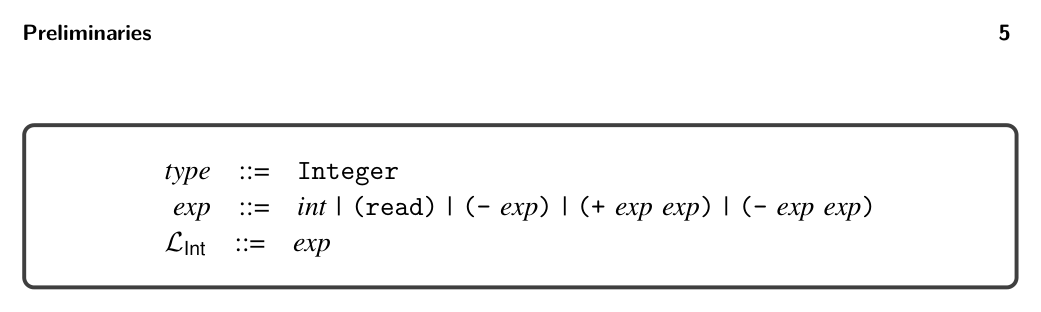 Preliminaries 5
type ::= Integer
exp ::= int | (read) | (- exp) | (+ exp exp) | (- exp exp)
ℒInt ::= exp